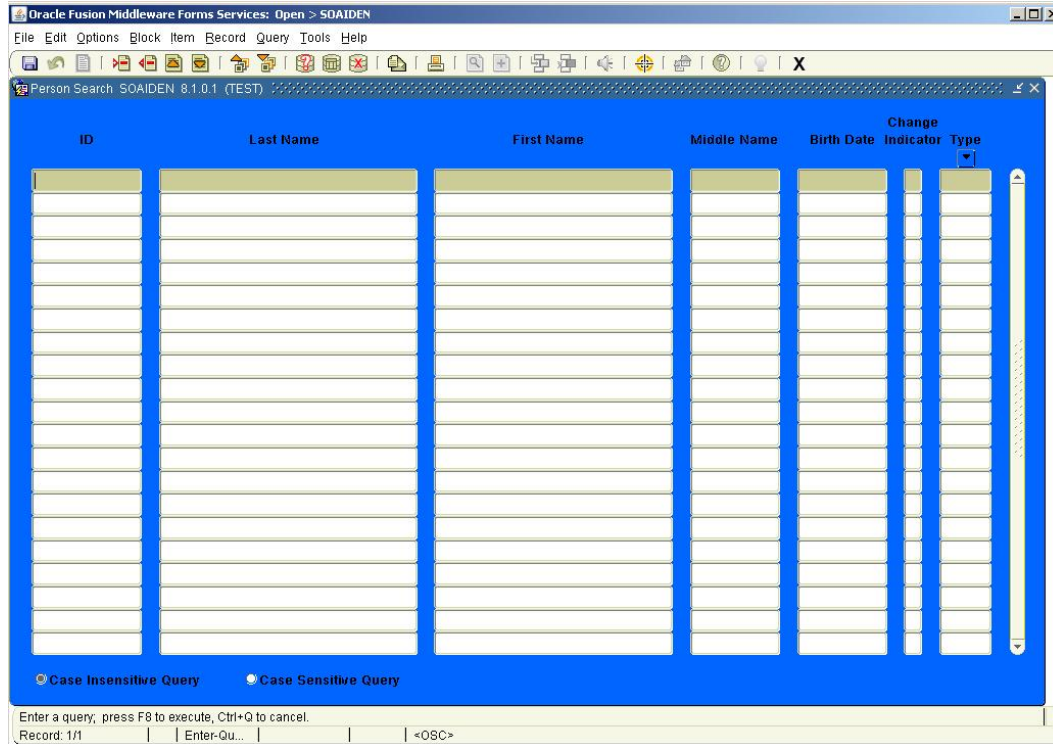 Oracle Fusion Middleware Forms Services: Open > SOAIDEN
File Edit Options Block Item Record Query Tools Help
X
Person Search SOAIDEN 8.1.0.1 (TEST)
ID Last Name First Name Middle Name Birth Date Change Indicator Type
Case Insensitive Query Case Sensitive Query
Enter a query; press F8 to execute, Ctrl+Q to cancel.
Record: 1/1 Enter-Qu... <OSC>